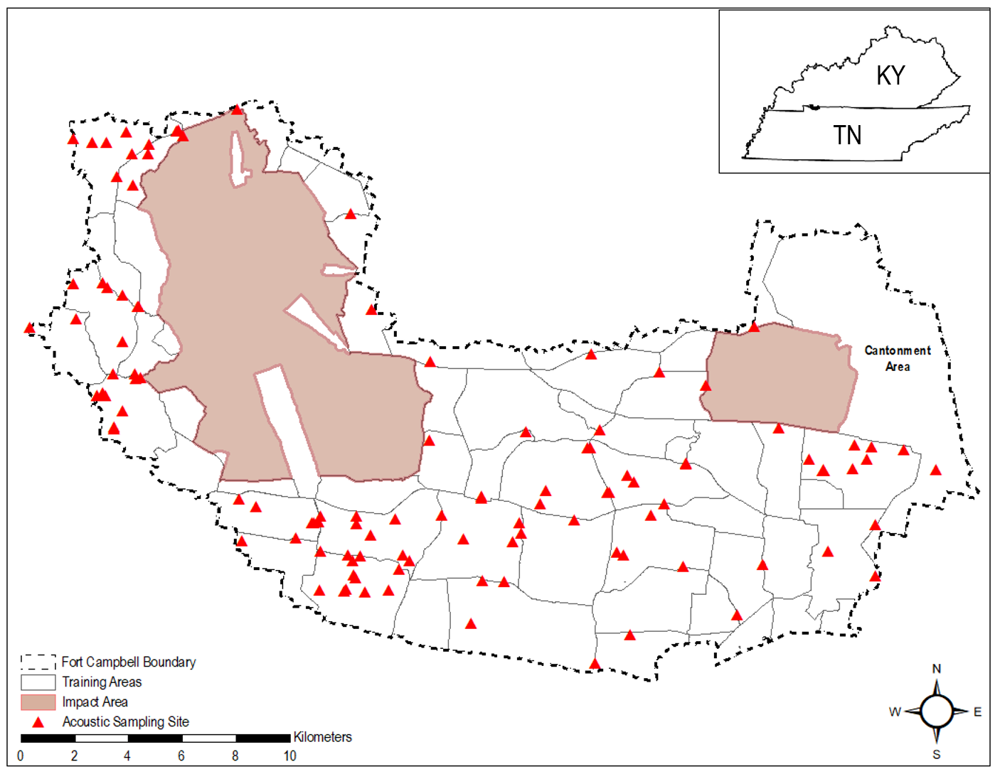 KY
TN
Cantonment
Area
Fort Campbell Boundary
Training Areas
Impact Area
Acoustic Sampling Site
Kilometers
0 2 4 6 8 10
N
W E
S